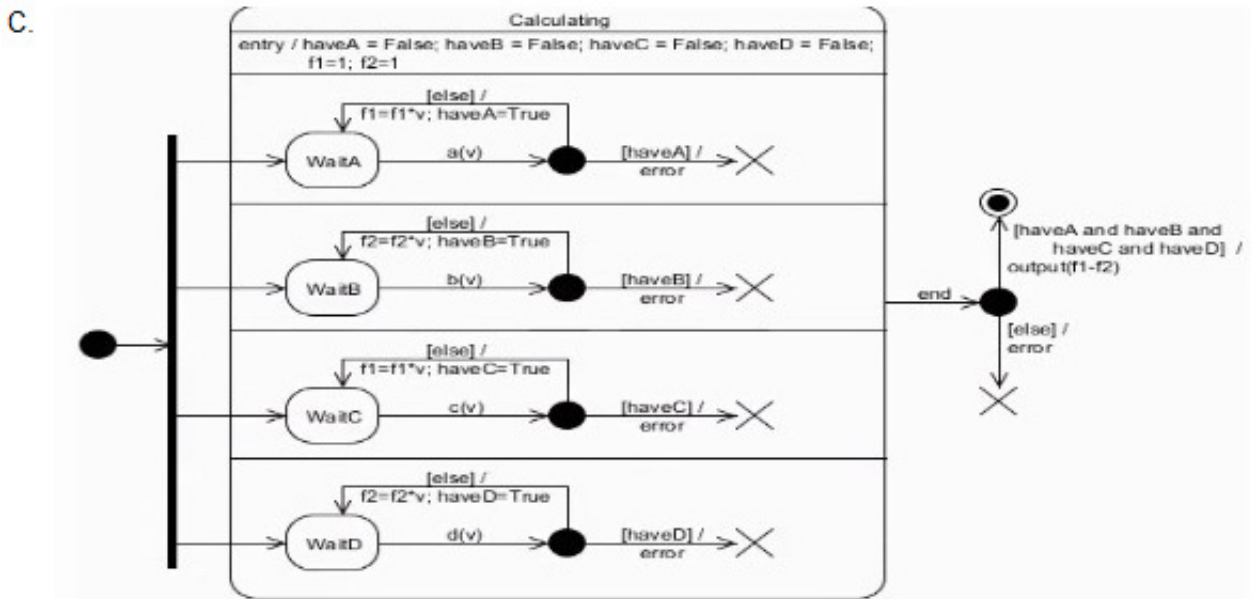 C.
Calculating
entry / haveA = False; haveB = False; haveC = False; haveD = False;
f1=1; f2=1
[else] /
f1=f1*v; haveA=True
WaitA
a(v)
[haveA] /
error
[else] /
f2=f2*v; haveB=True
WaitB
b(v)
[haveB] /
error
[else] /
f1=f1*v; haveC=True
WaitC
c(v)
[haveC] /
error
[else] /
f2=f2*v; haveD=True
WaitD
d(v)
[haveD] /
error
end
[haveA and haveB and
haveC and haveD] /
output(f1-f2)
[else] /
error